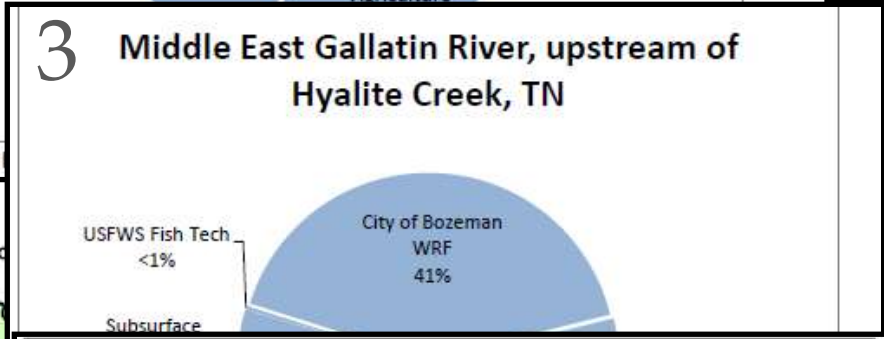 3
Middle East Gallatin River, upstream of
Hyalite Creek, TN
City of Bozeman
WRF
41%
USFWS Fish Tech
<1%
Subsurface